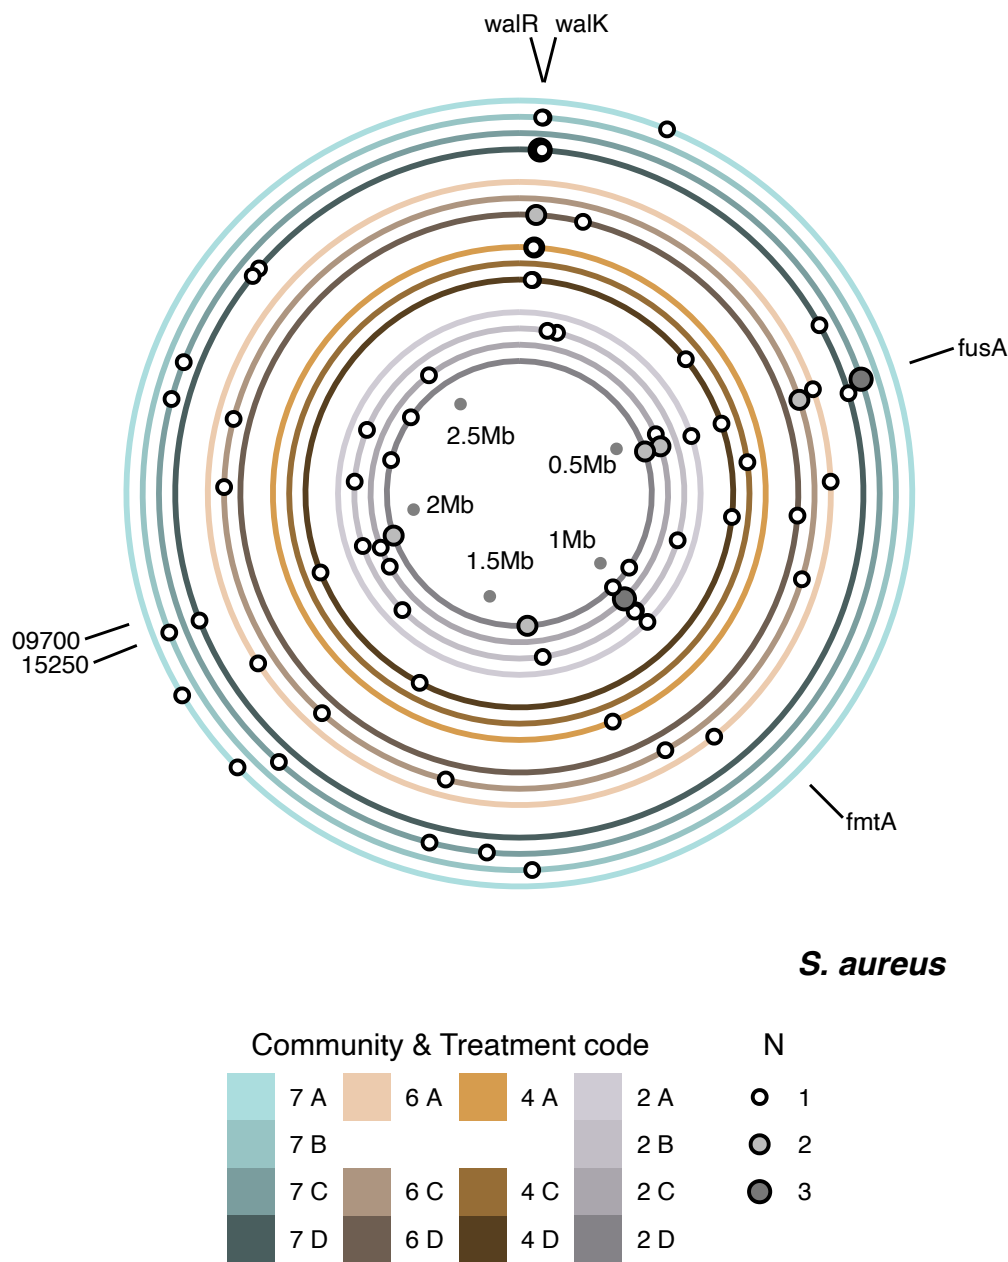 walR walK
fusA
2.5Mb
0.5Mb
2Mb
1Mb
1.5Mb
09700
15250
fmtA
S. aureus
Community & Treatment code N
7 A 6 A 4 A 2 A 1
7 B 2 B 2
7 C 6 C 4 C 2 C 3
7 D 6 D 4 D 2 D